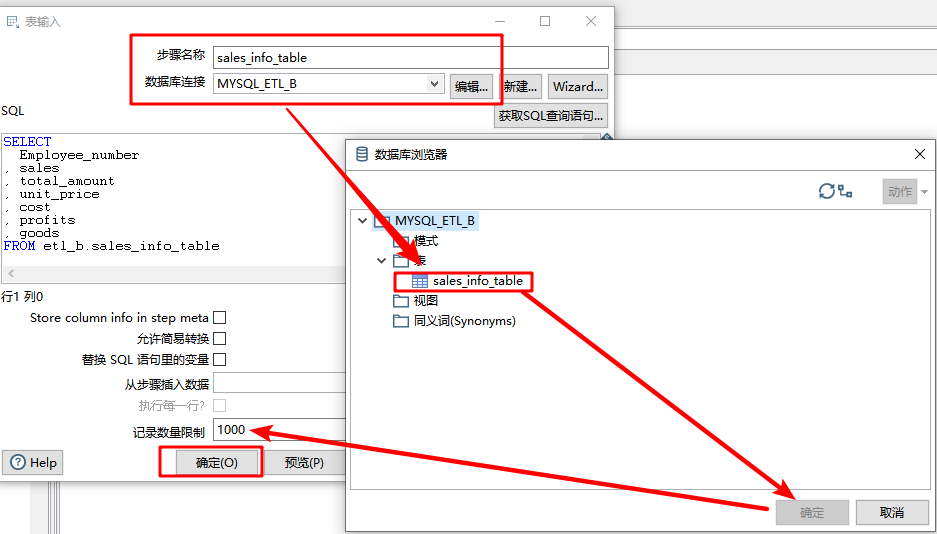 表输入
步骤名称 sales_info_table
数据库连接 MYSQL_ETL_B 编辑... 新建... Wizard...
SQL 获取SQL查询语句...
SELECT
Employee_number
, sales
, total_amount
, unit_price
, cost
, profits
, goods
FROM etl_b.sales_info_table
行1 列0
Store column info in step meta
允许简易转换
替换 SQL 语句里的变量
从步骤插入数据
执行每一行?
记录数量限制 1000
Help 确定(O) 预览(P)
数据库浏览器
动作
MYSQL_ETL_B
模式
表
sales_info_table
视图
同义词(Synonyms)
确定 取消